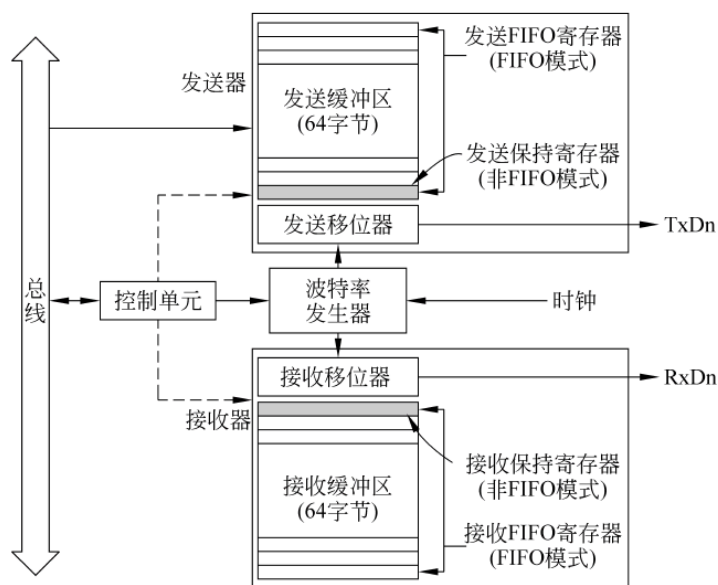 发送FIFO寄存器
(FIFO模式)
发送器
发送缓冲区
(64字节)
发送保持寄存器
(非FIFO模式)
发送移位器
TxDn
总线
控制单元
波特率
发生器
时钟
接收移位器
RxDn
接收器
接收保持寄存器
(非FIFO模式)
接收缓冲区
(64字节)
接收FIFO寄存器
(FIFO模式)